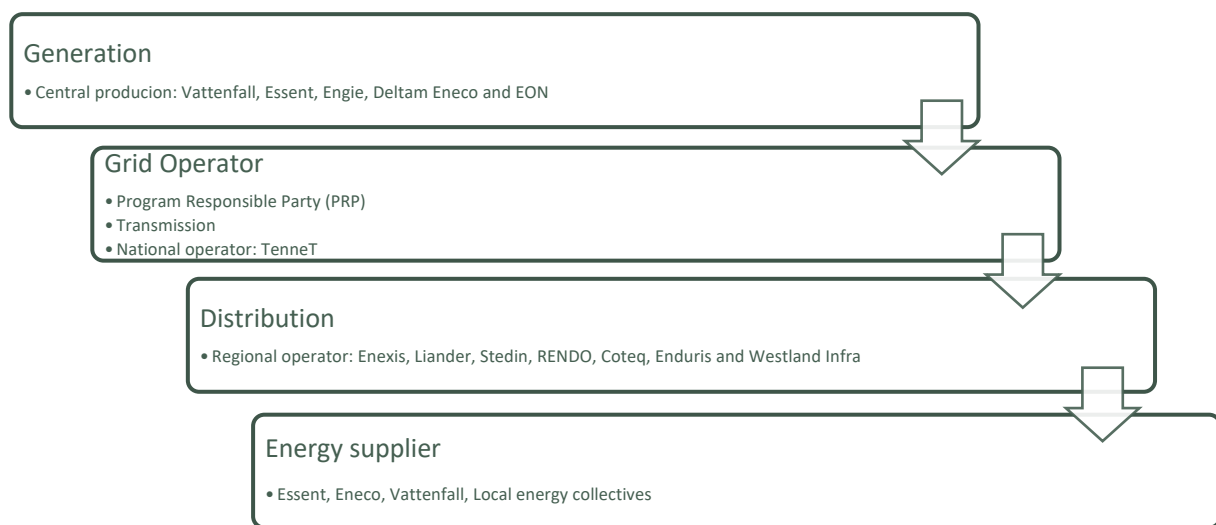 Generation
• Central producion: Vattenfall, Essent, Engie, Deltam Eneco and EON
Grid Operator
• Program Responsible Party (PRP)
• Transmission
• National operator: TenneT
Distribution
• Regional operator: Enexis, Liander, Stedin, RENDO, Coteq, Enduris and Westland Infra
Energy supplier
• Essent, Eneco, Vattenfall, Local energy collectives